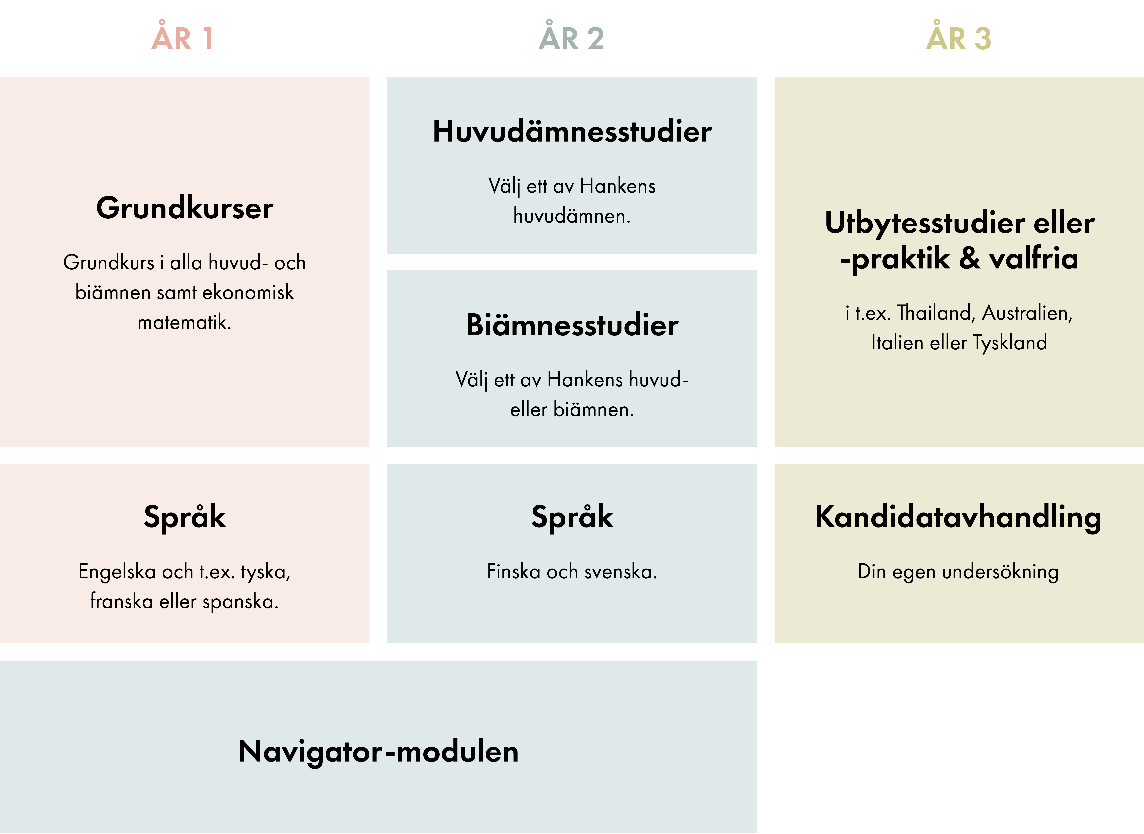 ÅR 1
ÅR 2
ÅR 3
Grundkurser
Grundkurs i alla huvud- och
biämnen samt ekonomisk
matematik.
Huvudämnesstudier
Välj ett av Hankens
huvudämnen.
Biämnesstudier
Välj ett av Hankens huvud-
eller biämnen.
Utbytesstudier eller
-praktik & valfria
i t.ex. Thailand, Australien,
Italien eller Tyskland
Språk
Engelska och t.ex. tyska,
franska eller spanska.
Språk
Finska och svenska.
Kandidatavhandling
Din egen undersökning
Navigator-modulen